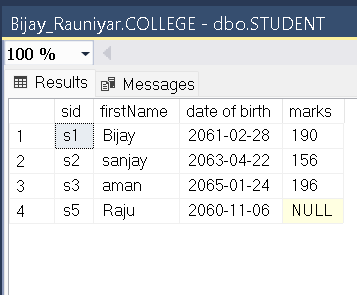 Bijay_Rauniyar.COLLEGE - dbo.STUDENT
100 %
Results Messages
sid firstName date of birth marks
1 s1 Bijay 2061-02-28 190
2 s2 sanjay 2063-04-22 156
3 s3 aman 2065-01-24 196
4 s5 Raju 2060-11-06 NULL